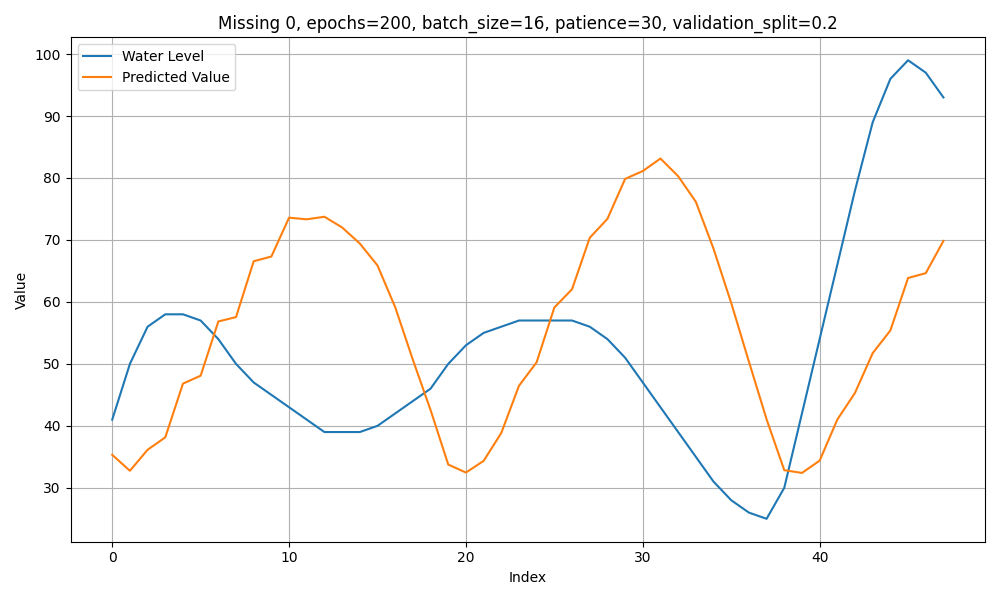 Missing 0, epochs=200, batch_size=16, patience=30, validation_split=0.2
Water Level
Predicted Value
100
90
80
70
60
50
40
30
Value
0 10 20 30 40
Index